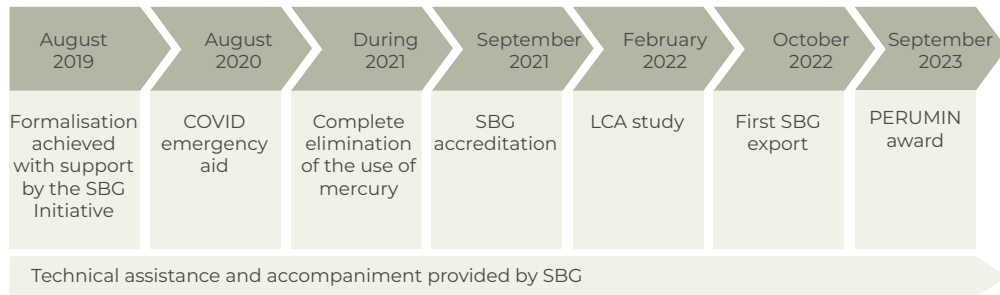 August
2019
August
2020
During
2021
September
2021
February
2022
October
2022
September
2023
Formalisation
achieved
with support
by the SBG
Initiative
COVID
emergency
aid
Complete
elimination
of the use of
mercury
SBG
accreditation
LCA study
First SBG
export
PERUMIN
award
Technical assistance and accompaniment provided by SBG